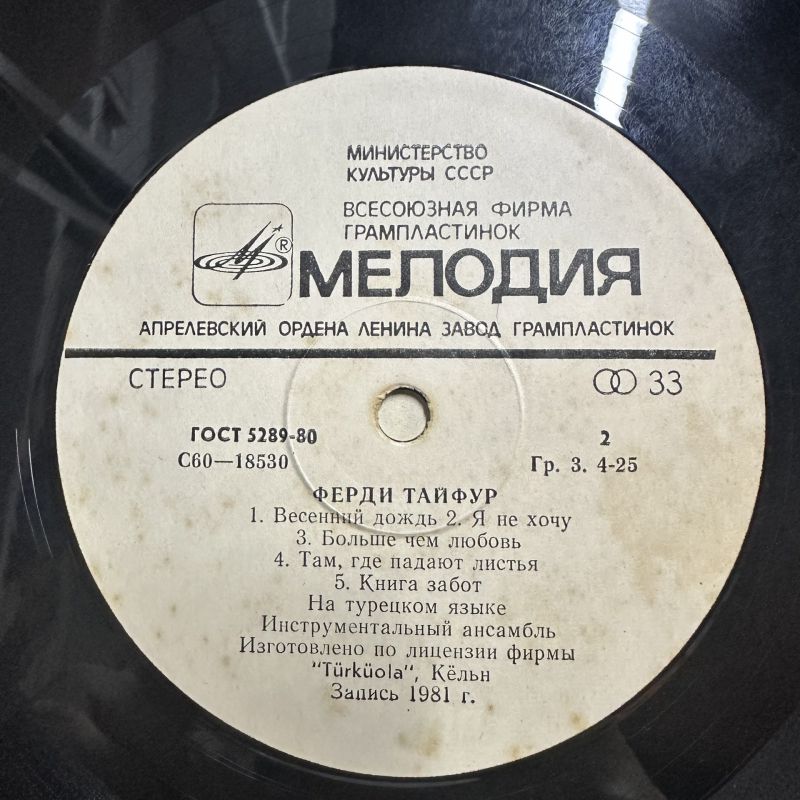 МИНИСТЕРСТВО
КУЛЬТУРЫ СССР
ВСЕСОЮЗНАЯ ФИРМА
ГРАМПЛАСТИНОК
® МЕЛОДИЯ
АПРЕЛЕВСКИЙ ОРДЕНА ЛЕНИНА ЗАВОД ГРАМПЛАСТИНОК
СТЕРЕО 33
ГОСТ 5289-80 2
С60—18530 Гр. 3. 4-25
ФЕРДИ ТАЙФУР
1. Весенний дождь 2. Я не хочу
3. Больше чем любовь
4. Там, где падают листья
5. Книга забот
На турецком языке
Инструментальный ансамбль
Изготовлено по лицензии фирмы
"Türküola", Кёльн
Запись 1981 г.